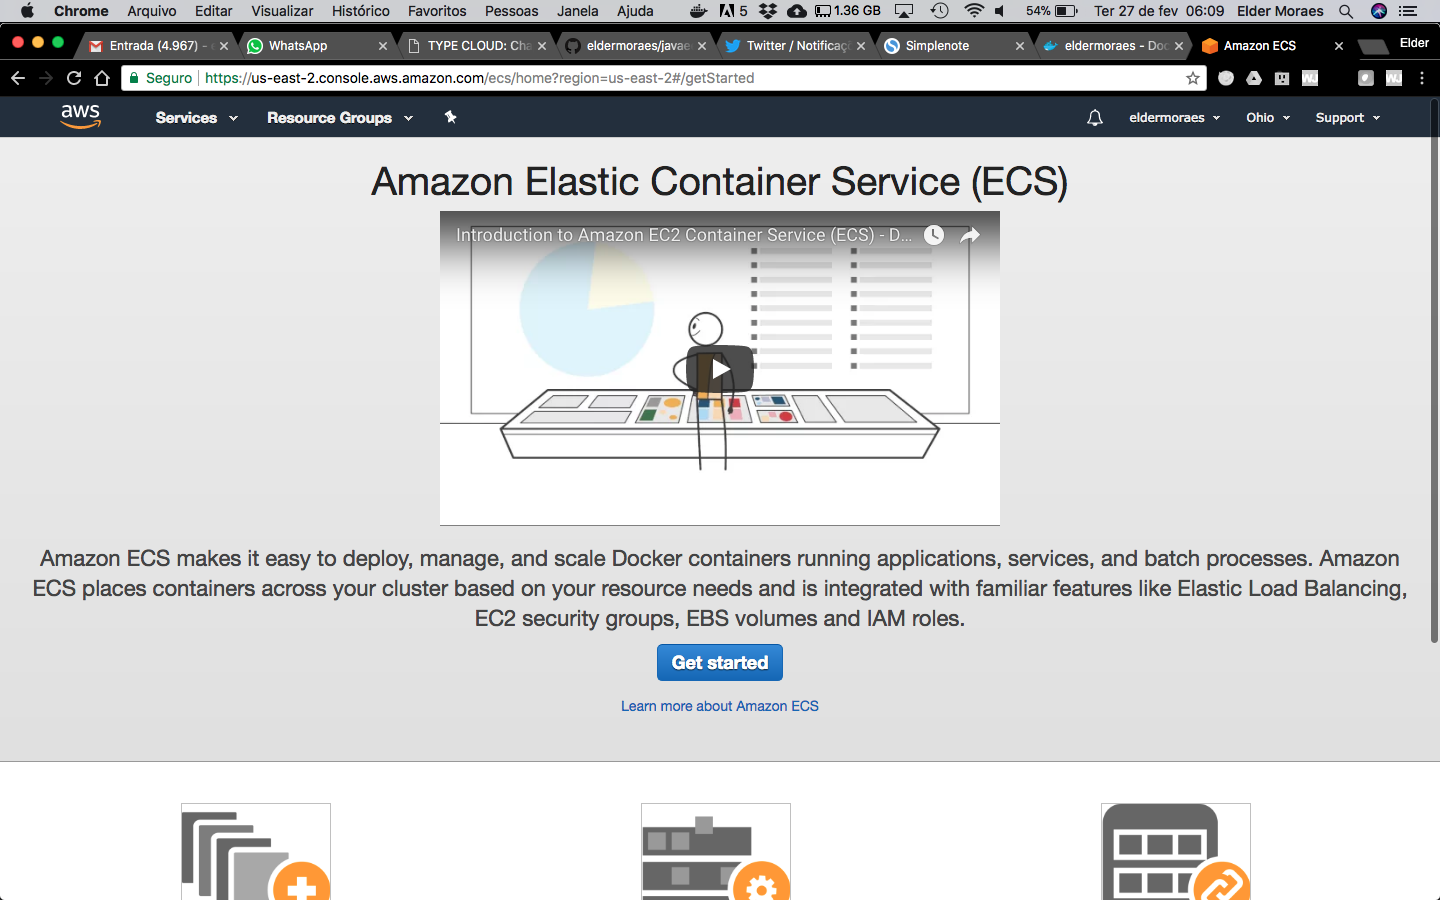 Chrome Arquivo Editar Visualizar Histórico Favoritos Pessoas Janela Ajuda 5 1.36 GB 54% Ter 27 de fev 06:09 Elder Moraes
Entrada (4.967) - WhatsApp TYPE CLOUD: Cha eldermoraes/javaee Twitter / Notificaçõ Simplenote eldermoraes - Doc Amazon ECS Elder
Seguro https://us-east-2.console.aws.amazon.com/ecs/home?region=us-east-2#/getStarted
aws Services Resource Groups eldermoraes Ohio Support
Amazon Elastic Container Service (ECS)
Introduction to Amazon EC2 Container Service (ECS) - D...
Amazon ECS makes it easy to deploy, manage, and scale Docker containers running applications, services, and batch processes. Amazon
ECS places containers across your cluster based on your resource needs and is integrated with familiar features like Elastic Load Balancing,
EC2 security groups, EBS volumes and IAM roles.
Get started
Learn more about Amazon ECS